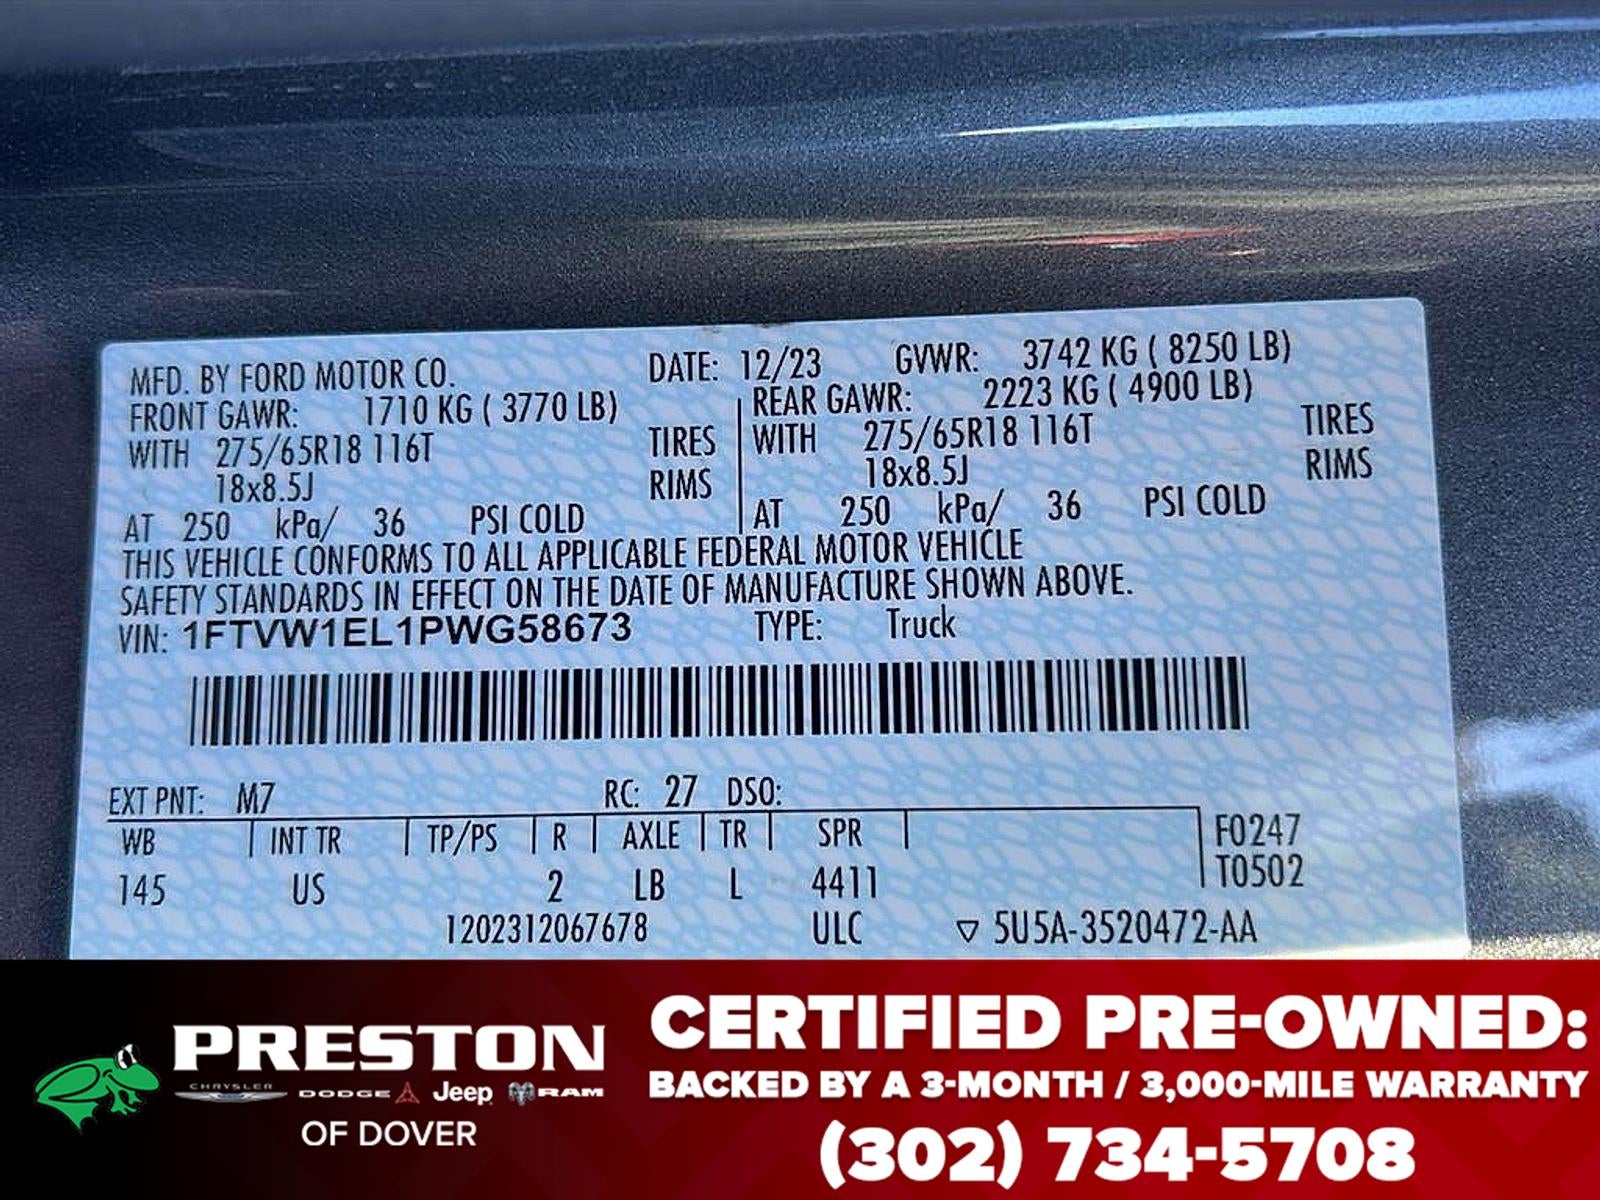 MFD. BY FORD MOTOR CO. DATE: 12/23 GVWR: 3742 KG ( 8250 LB)
FRONT GAWR: 1710 KG ( 3770 LB) REAR GAWR: 2223 KG ( 4900 LB)
WITH 275/65R18 116T TIRES WITH 275/65R18 116T TIRES
18x8.5J RIMS 18x8.5J RIMS
AT 250 kPa/ 36 PSI COLD AT 250 kPa/ 36 PSI COLD
THIS VEHICLE CONFORMS TO ALL APPLICABLE FEDERAL MOTOR VEHICLE
SAFETY STANDARDS IN EFFECT ON THE DATE OF MANUFACTURE SHOWN ABOVE.
VIN: 1FTVW1EL1PWG58673 TYPE: Truck
EXT PNT: M7 RC: 27 DSO:
WB INT TR TP/PS R AXLE TR SPR F0247
T0502
145 US 2 LB L 4411
1202312067678 ULC ▽ 5U5A-3520472-AA
PRESTON
CHRYSLER DODGE Jeep RAM
OF DOVER
CERTIFIED PRE-OWNED:
BACKED BY A 3-MONTH / 3,000-MILE WARRANTY
(302) 734-5708